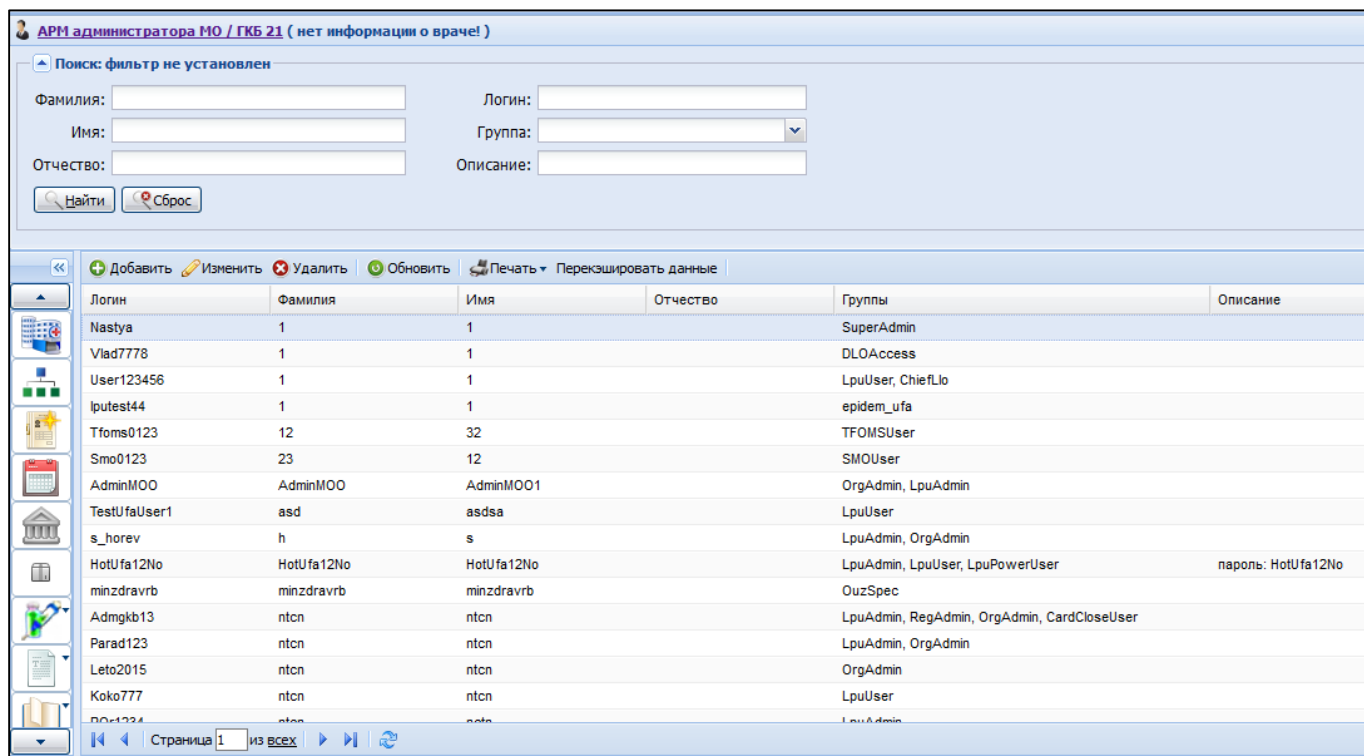 АРМ администратора МО / ГКБ 21 ( нет информации о враче! )
Поиск: фильтр не установлен
Фамилия: Логин:
Имя: Группа:
Отчество: Описание:
Найти Сброс
Добавить Изменить Удалить Обновить Печать Перекэшировать данные
Логин Фамилия Имя Отчество Группы Описание
Nastya 1 1 SuperAdmin
Vlad7778 1 1 DLOAccess
User123456 1 1 LpuUser, ChiefLlo
lputest44 1 1 epidem_ufa
Tfoms0123 12 32 TFOMSUser
Smo0123 23 12 SMOUser
AdminMOO AdminMOO AdminMOO1 OrgAdmin, LpuAdmin
TestUfaUser1 asd asdsa LpuUser
s_horev h s LpuAdmin, OrgAdmin
HotUfa12No HotUfa12No HotUfa12No LpuAdmin, LpuUser, LpuPowerUser пароль: HotUfa12No
minzdravrb minzdravrb minzdravrb OuzSpec
Admgkb13 ntcn ntcn LpuAdmin, RegAdmin, OrgAdmin, CardCloseUser
Parad123 ntcn ntcn LpuAdmin, OrgAdmin
Leto2015 ntcn ntcn OrgAdmin
Koko777 ntcn ntcn LpuUser
LpuAdmin
Страница 1 из всех